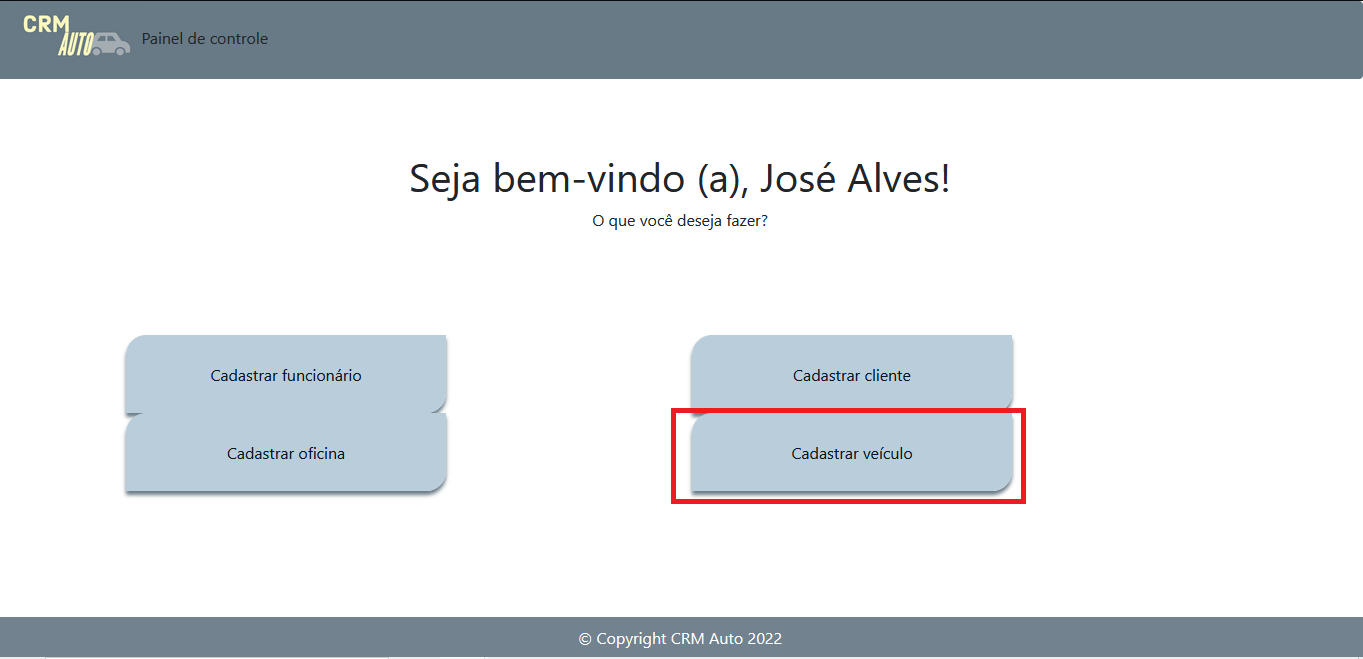 CRM
AUTO
Painel de controle
Seja bem-vindo (a), José Alves!
O que você deseja fazer?
Cadastrar funcionário
Cadastrar cliente
Cadastrar oficina
Cadastrar veículo
© Copyright CRM Auto 2022